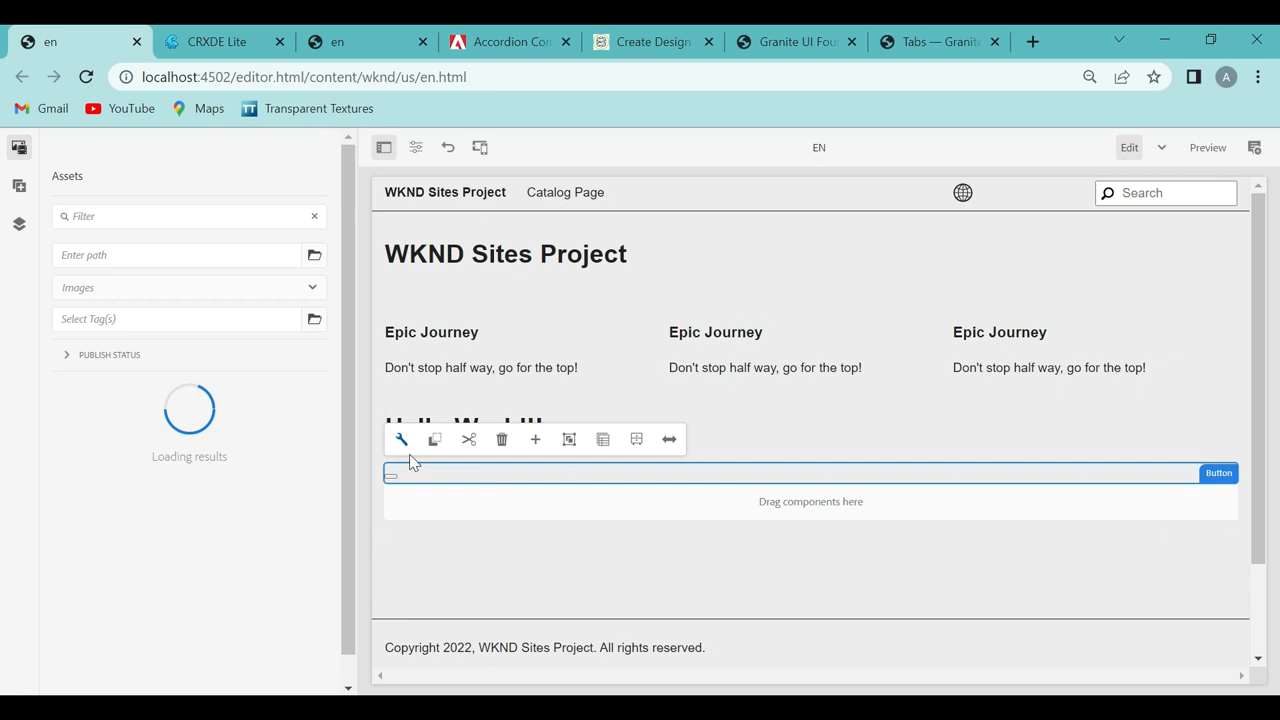 en
CRXDE Lite
en
Accordion Con
Create Design
Granite UI Fou
Tabs — Granite
localhost:4502/editor.html/content/wknd/us/en.html
A
Gmail
YouTube
Maps
TT Transparent Textures
EN
Edit
Preview
Assets
Filter
Enter path
Images
Select Tag(s)
PUBLISH STATUS
Loading results
WKND Sites Project
Catalog Page
Search
WKND Sites Project
Epic Journey
Epic Journey
Epic Journey
Don't stop half way, go for the top!
Don't stop half way, go for the top!
Don't stop half way, go for the top!
Button
Drag components here
Copyright 2022, WKND Sites Project. All rights reserved.